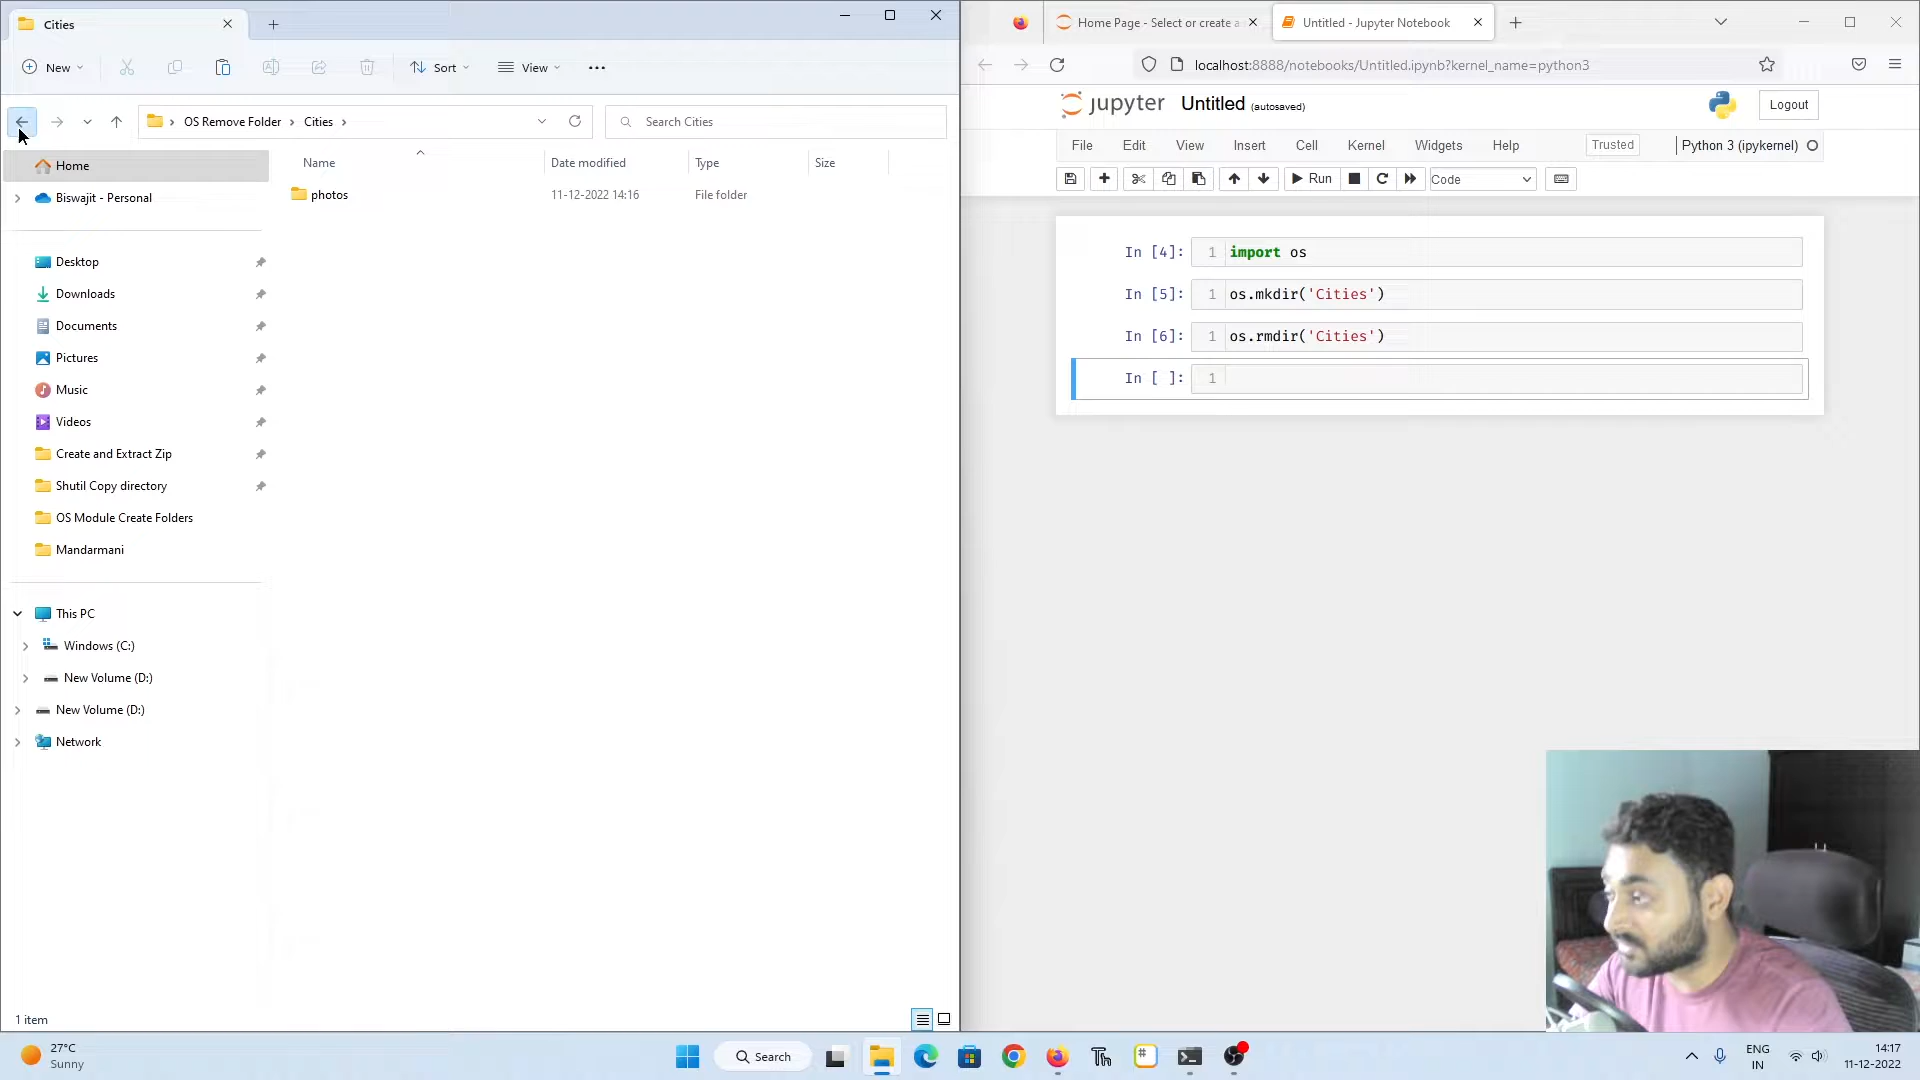 Cities
New
Sort
View
OS Remove Folder
Cities
Search Cities
Home
Biswajit - Personal
Desktop
Downloads
Documents
Pictures
Music
Videos
Create and Extract Zip
Shutil Copy directory
OS Module Create Folders
Mandarmani
This PC
Windows (C:)
New Volume (D:)
New Volume (D:)
Network
Name
Date modified
Type
Size
photos
11-12-2022 14:16
File folder
1 item
Home Page - Select or create a
Untitled - Jupyter Notebook
localhost:8888/notebooks/Untitled.ipynb?kernel_name=python3
jupyter
Untitled
(autosaved)
Logout
File
Edit
View
Insert
Cell
Kernel
Widgets
Help
Trusted
Python 3 (ipykernel)
Run
Code
In [4]:
1
import os
In [5]:
1
os.mkdir('Cities')
In [6]:
1
os.rmdir('Cities')
In [ ]:
1
27°C
Sunny
Search
Th
#
ENG
IN
14:17
11-12-2022